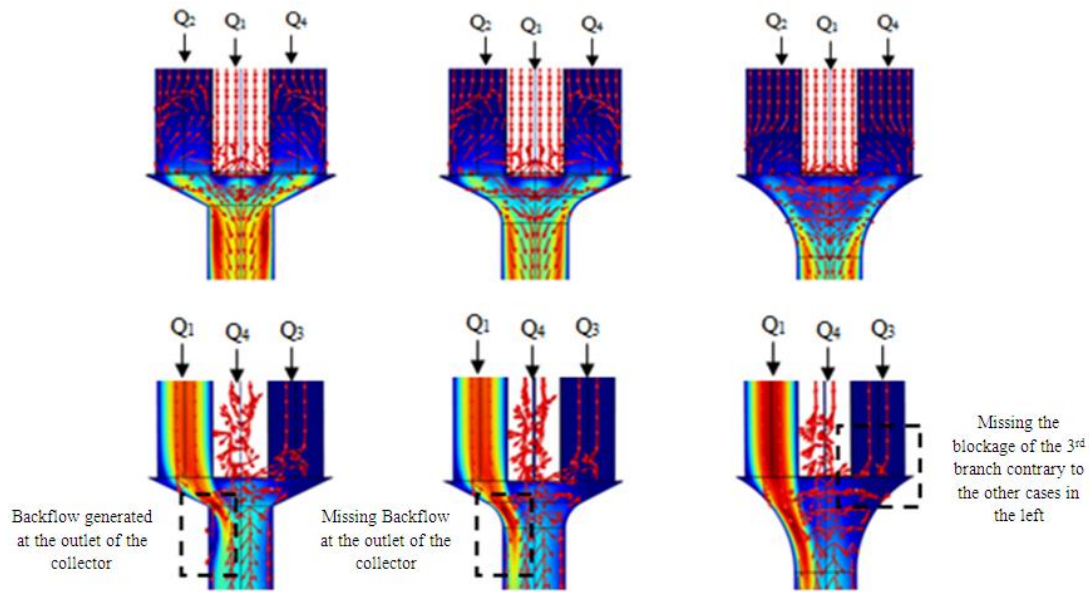 Q2 Q1 Q4
Q2 Q1 Q4
Q2 Q1 Q4
Q1 Q4 Q3
Q1 Q4 Q3
Q1 Q4 Q3
Backflow generated
at the outlet of the
collector
Missing Backflow
at the outlet of the
collector
Missing the
blockage of the 3rd
branch contrary to
the other cases in
the left